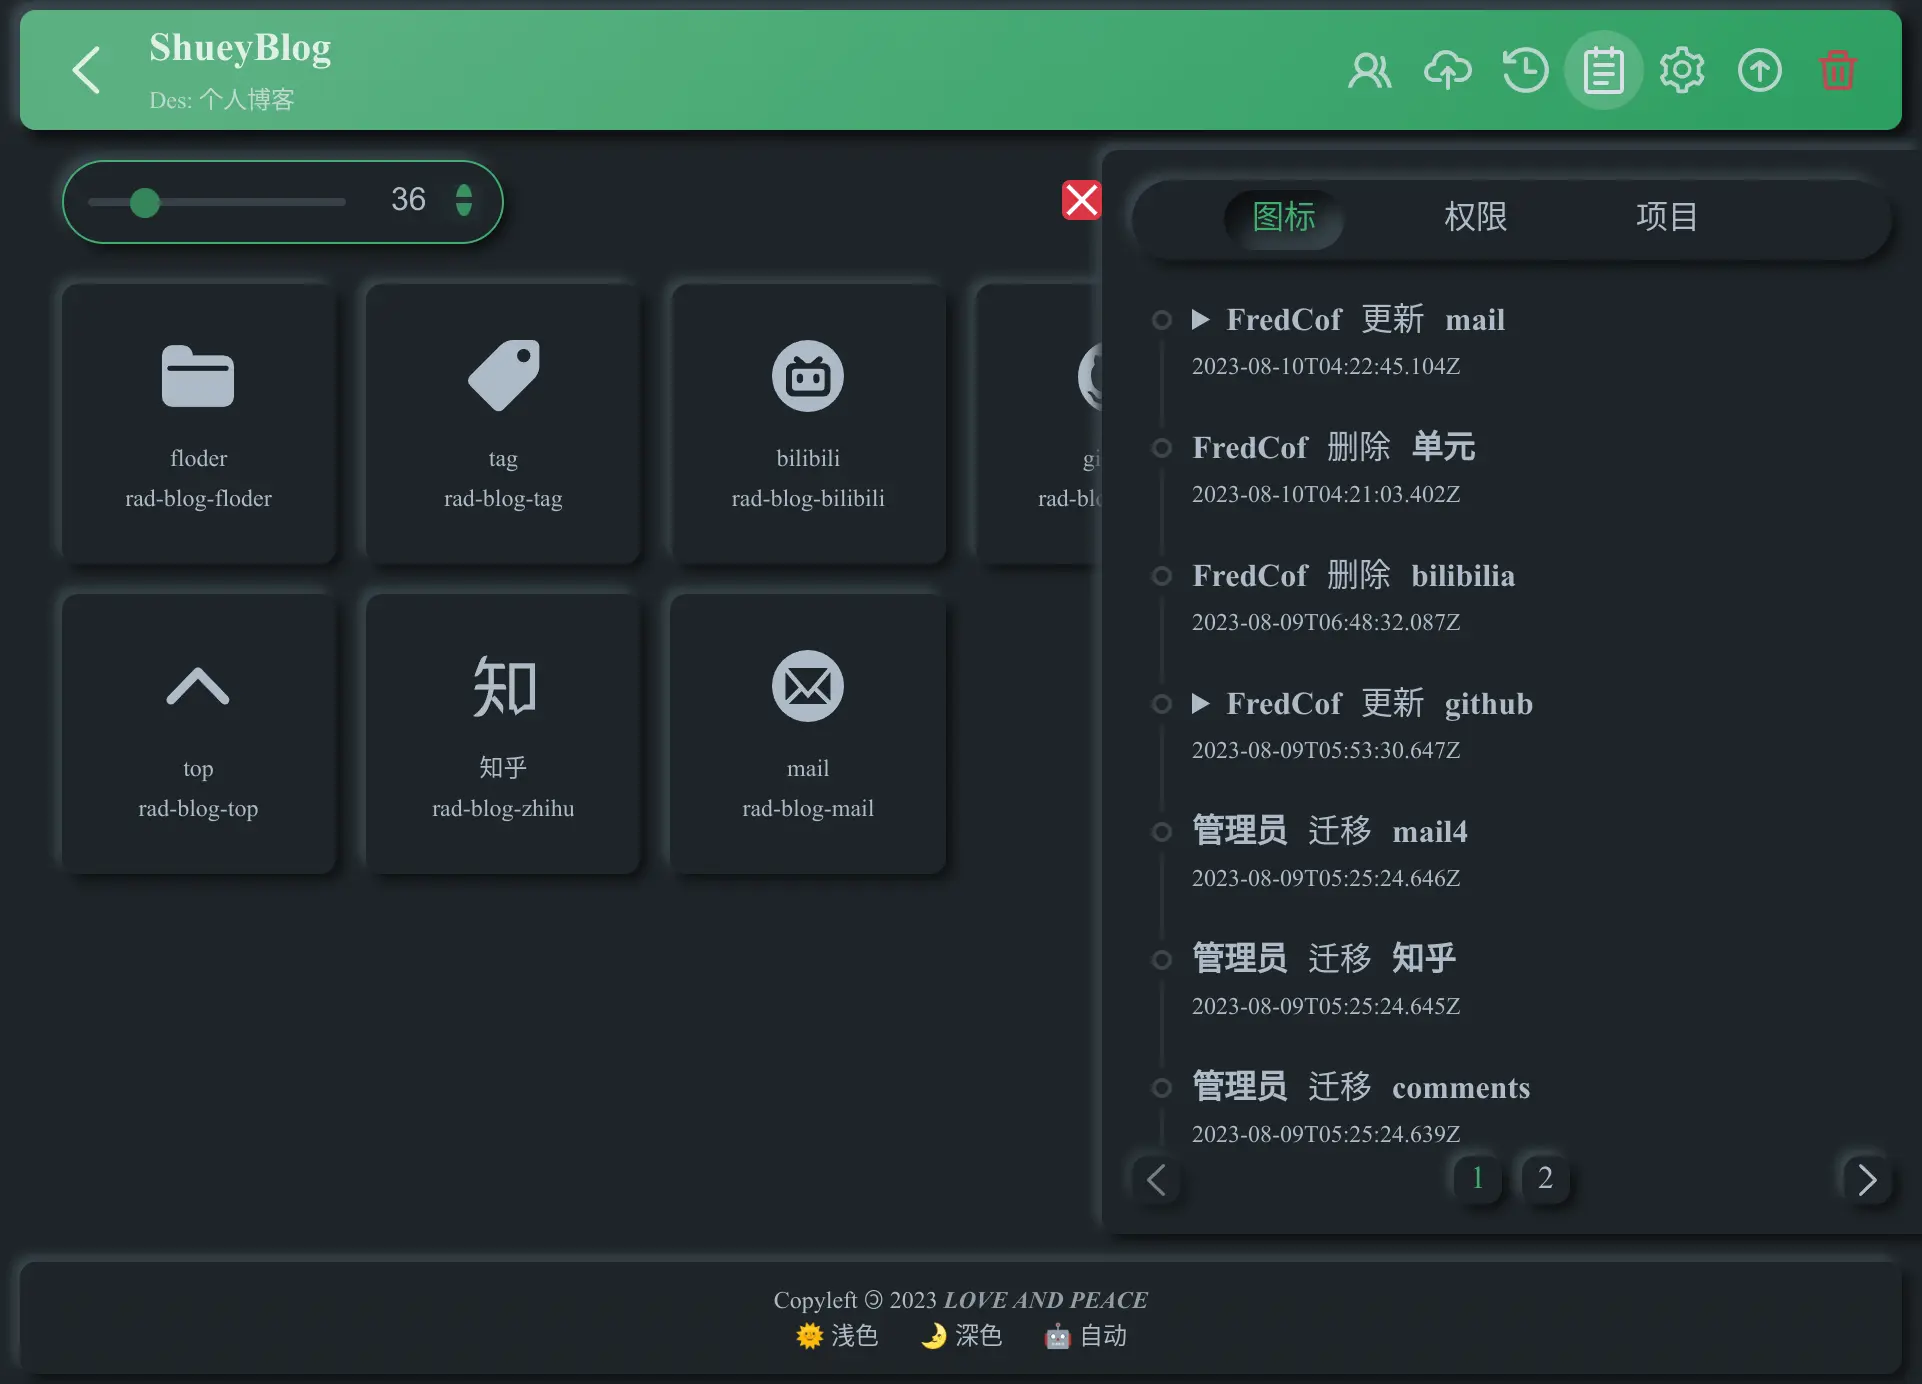 ShueyBlog
Des: 个人博客
36
floder
rad-blog-floder
tag
rad-blog-tag
bilibili
rad-blog-bilibili
gi
rad-blo
top
rad-blog-top
知
知乎
rad-blog-zhihu
mail
rad-blog-mail
图标 权限 项目
▶ FredCof 更新 mail
2023-08-10T04:22:45.104Z
FredCof 删除 单元
2023-08-10T04:21:03.402Z
FredCof 删除 bilibilia
2023-08-09T06:48:32.087Z
▶ FredCof 更新 github
2023-08-09T05:53:30.647Z
管理员 迁移 mail4
2023-08-09T05:25:24.646Z
管理员 迁移 知乎
2023-08-09T05:25:24.645Z
管理员 迁移 comments
2023-08-09T05:25:24.639Z
1 2
Copyleft 🄯 2023 LOVE AND PEACE
🌞 浅色 🌛 深色 🤖 自动